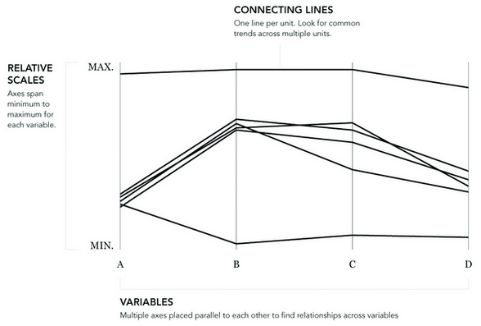 CONNECTING LINES
One line per unit. Look for common
trends across multiple units.
RELATIVE
SCALES
Axes span
minimum to
maximum for
each variable.
MAX.
MIN.
A B C D
VARIABLES
Multiple axes placed parallel to each other to find relationships across variables